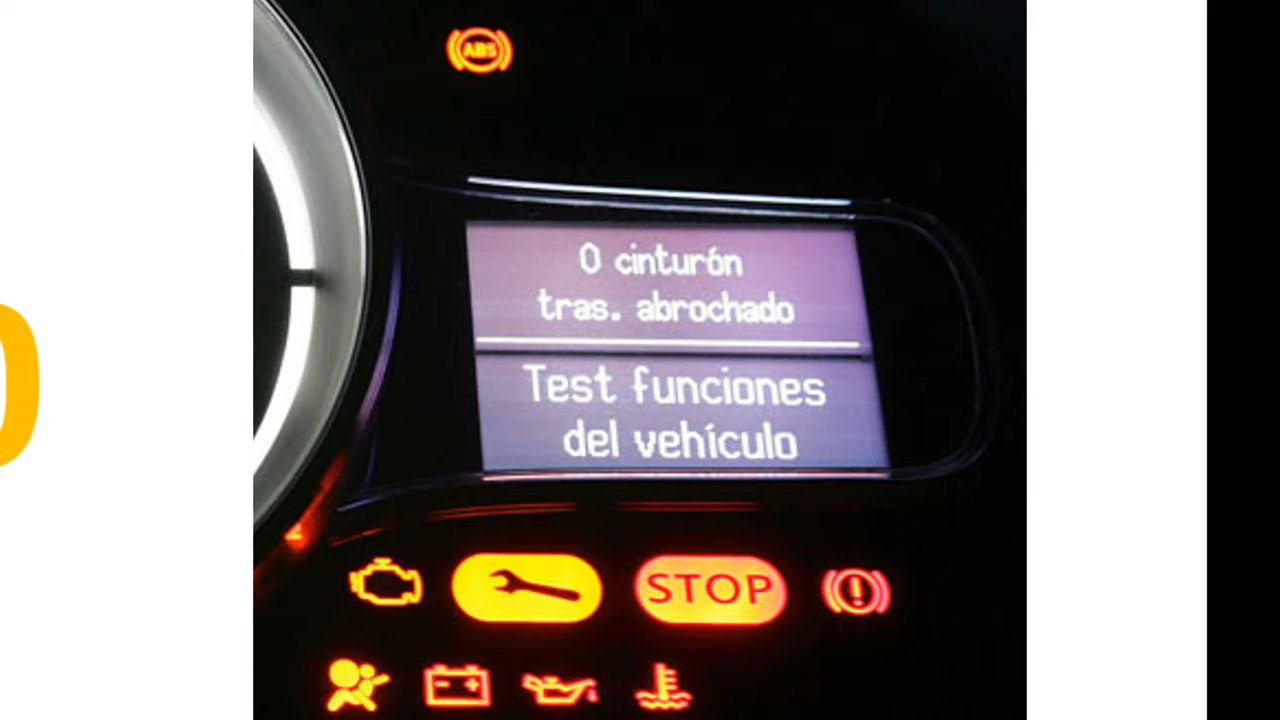 ABS
0 cinturón
tras. abrochado
Test funciones
del vehículo
STOP